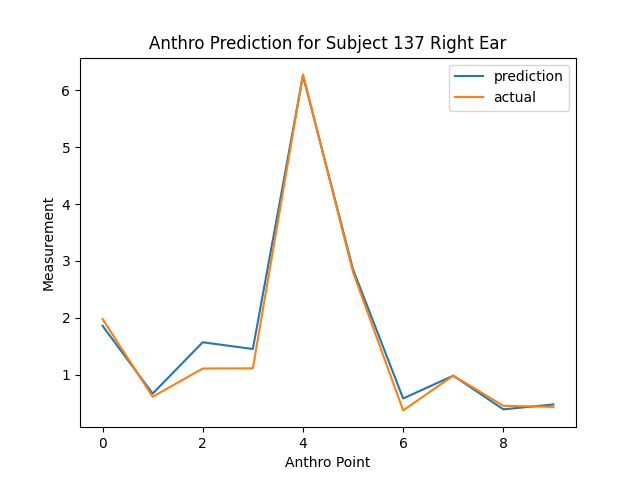 Anthro Prediction for Subject 137 Right Ear
prediction
actual
6
5
4
3
2
1
Measurement
0 2 4 6 8
Anthro Point